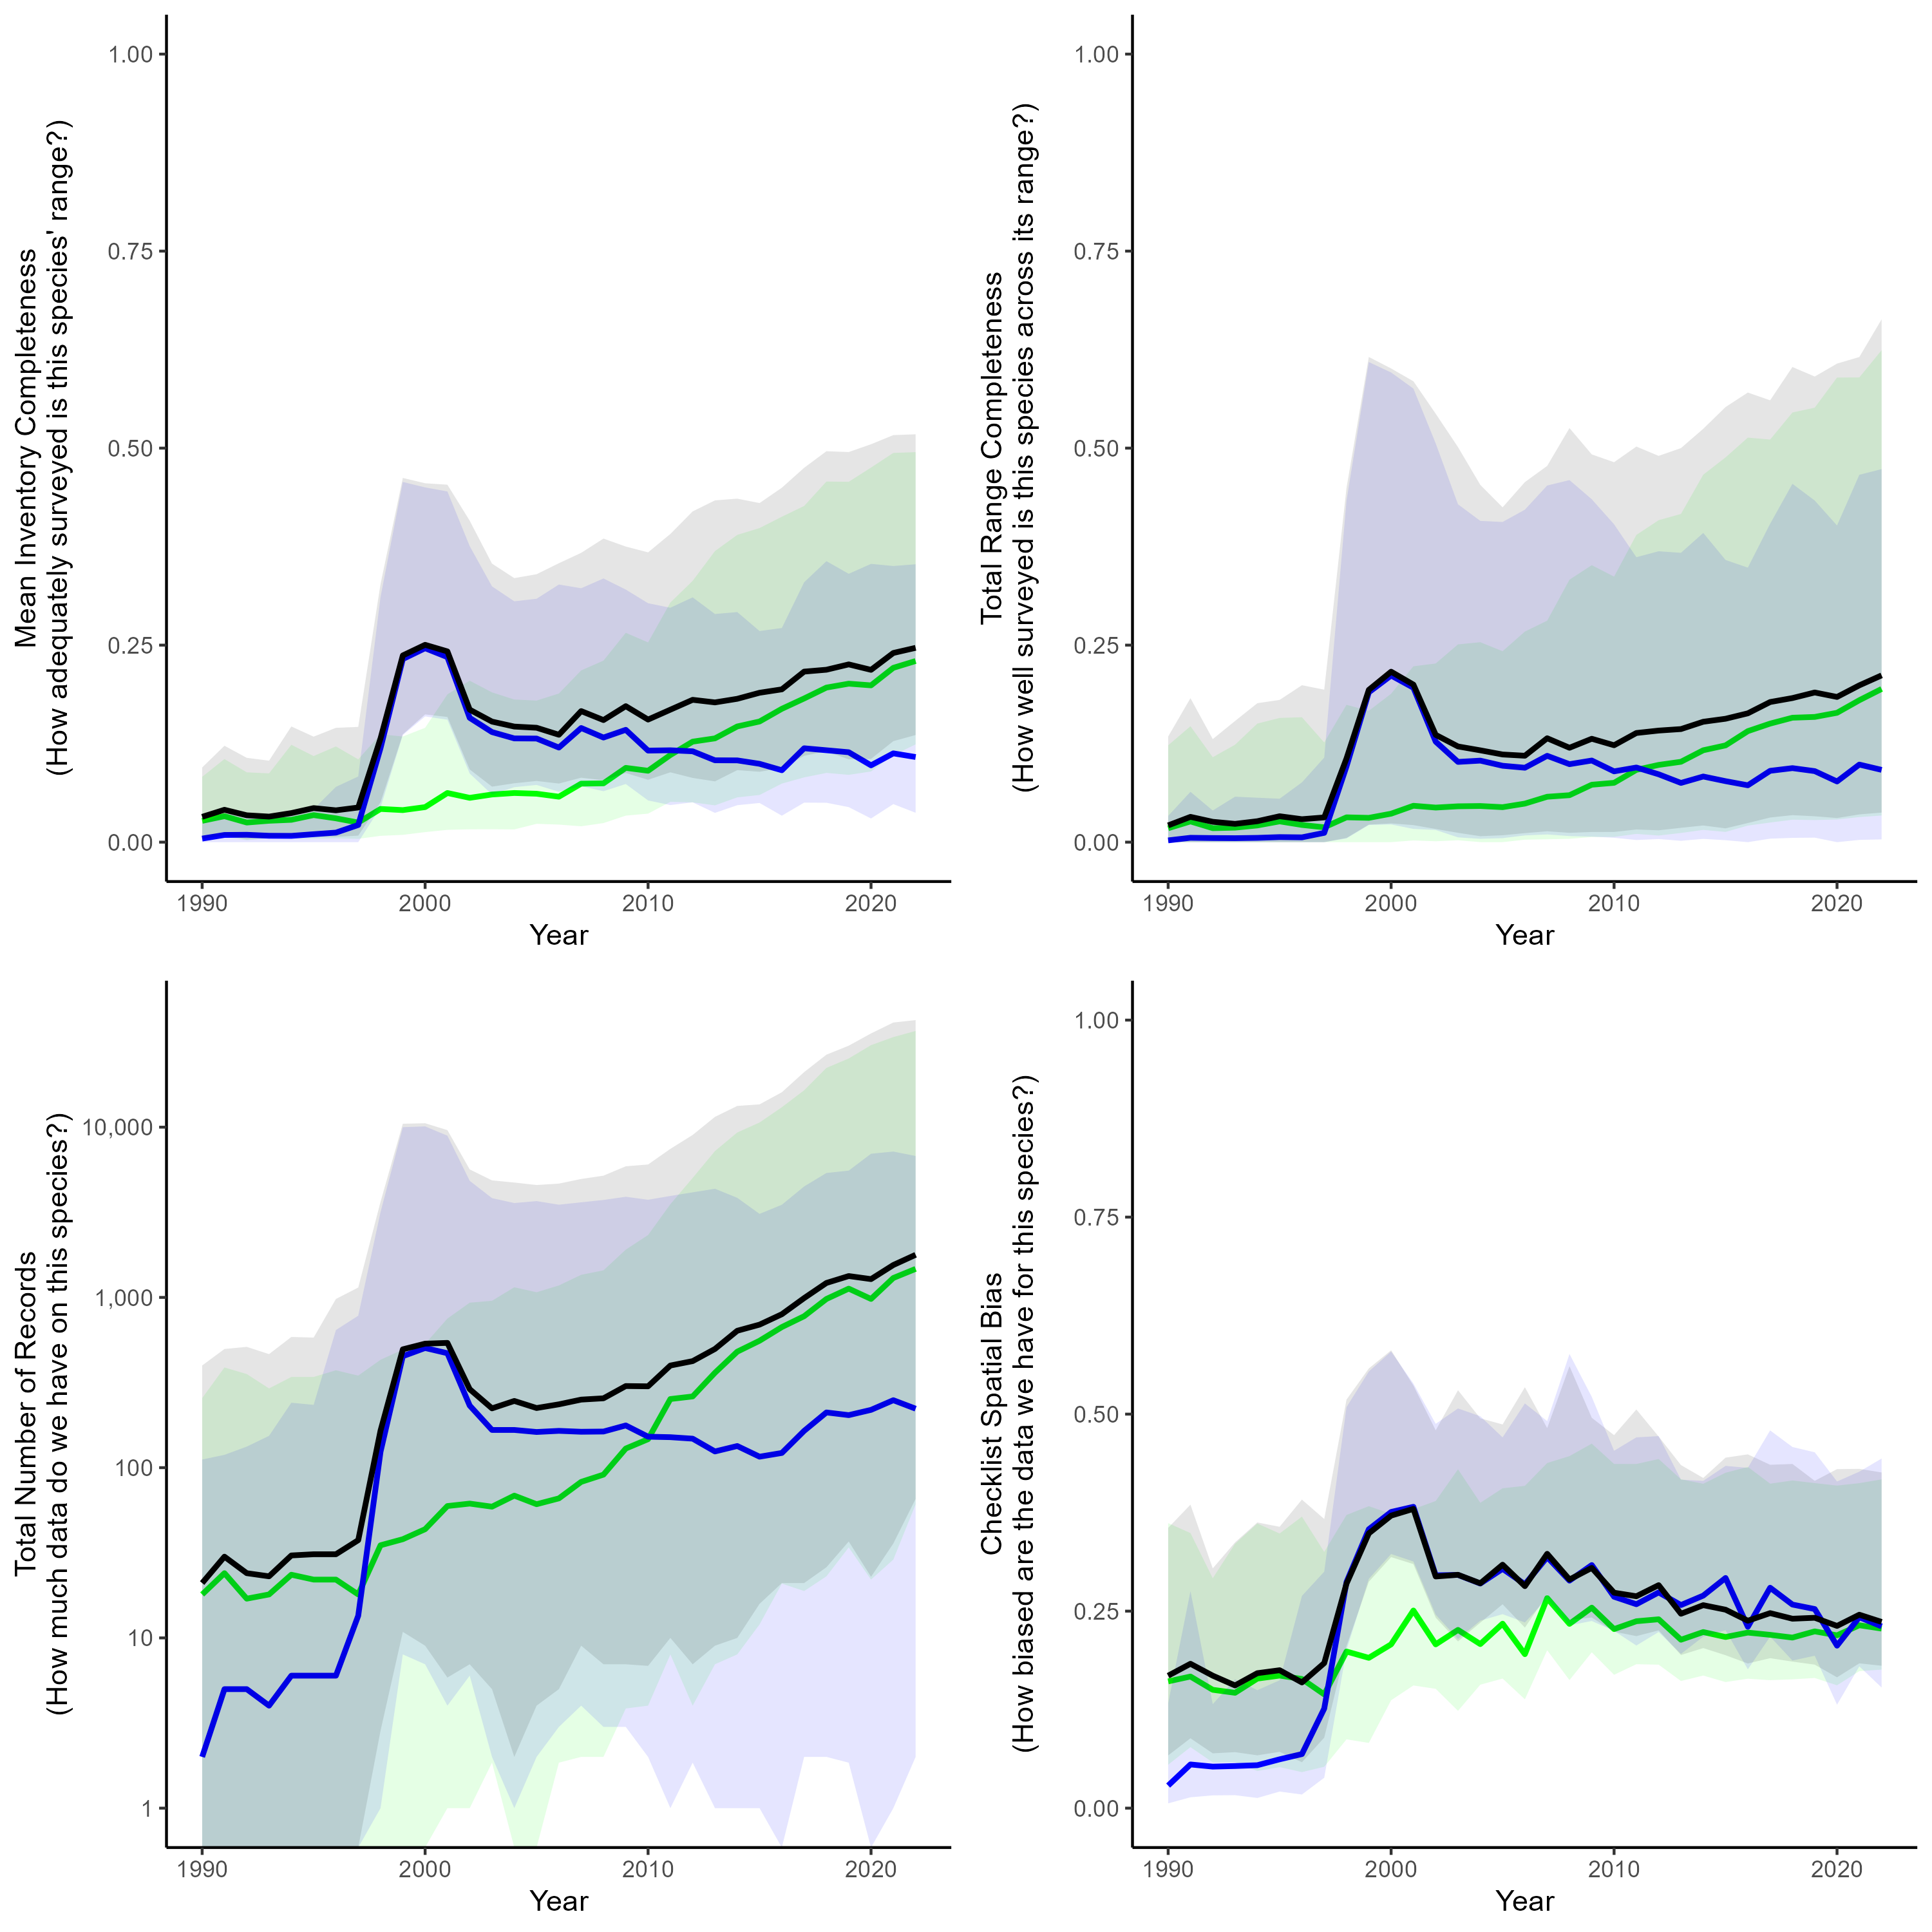 Mean Inventory Completeness
(How adequately surveyed is this species' range?)
1.00
0.75
0.50
0.25
0.00
1990 2000 2010 2020
Year
Total Range Completeness
(How well surveyed is this species across its range?)
1.00
0.75
0.50
0.25
0.00
1990 2000 2010 2020
Year
Total Number of Records
(How much data do we have on this species?)
10,000
1,000
100
10
1
1990 2000 2010 2020
Year
Checklist Spatial Bias
(How biased are the data we have for this species?)
1.00
0.75
0.50
0.25
0.00
1990 2000 2010 2020
Year